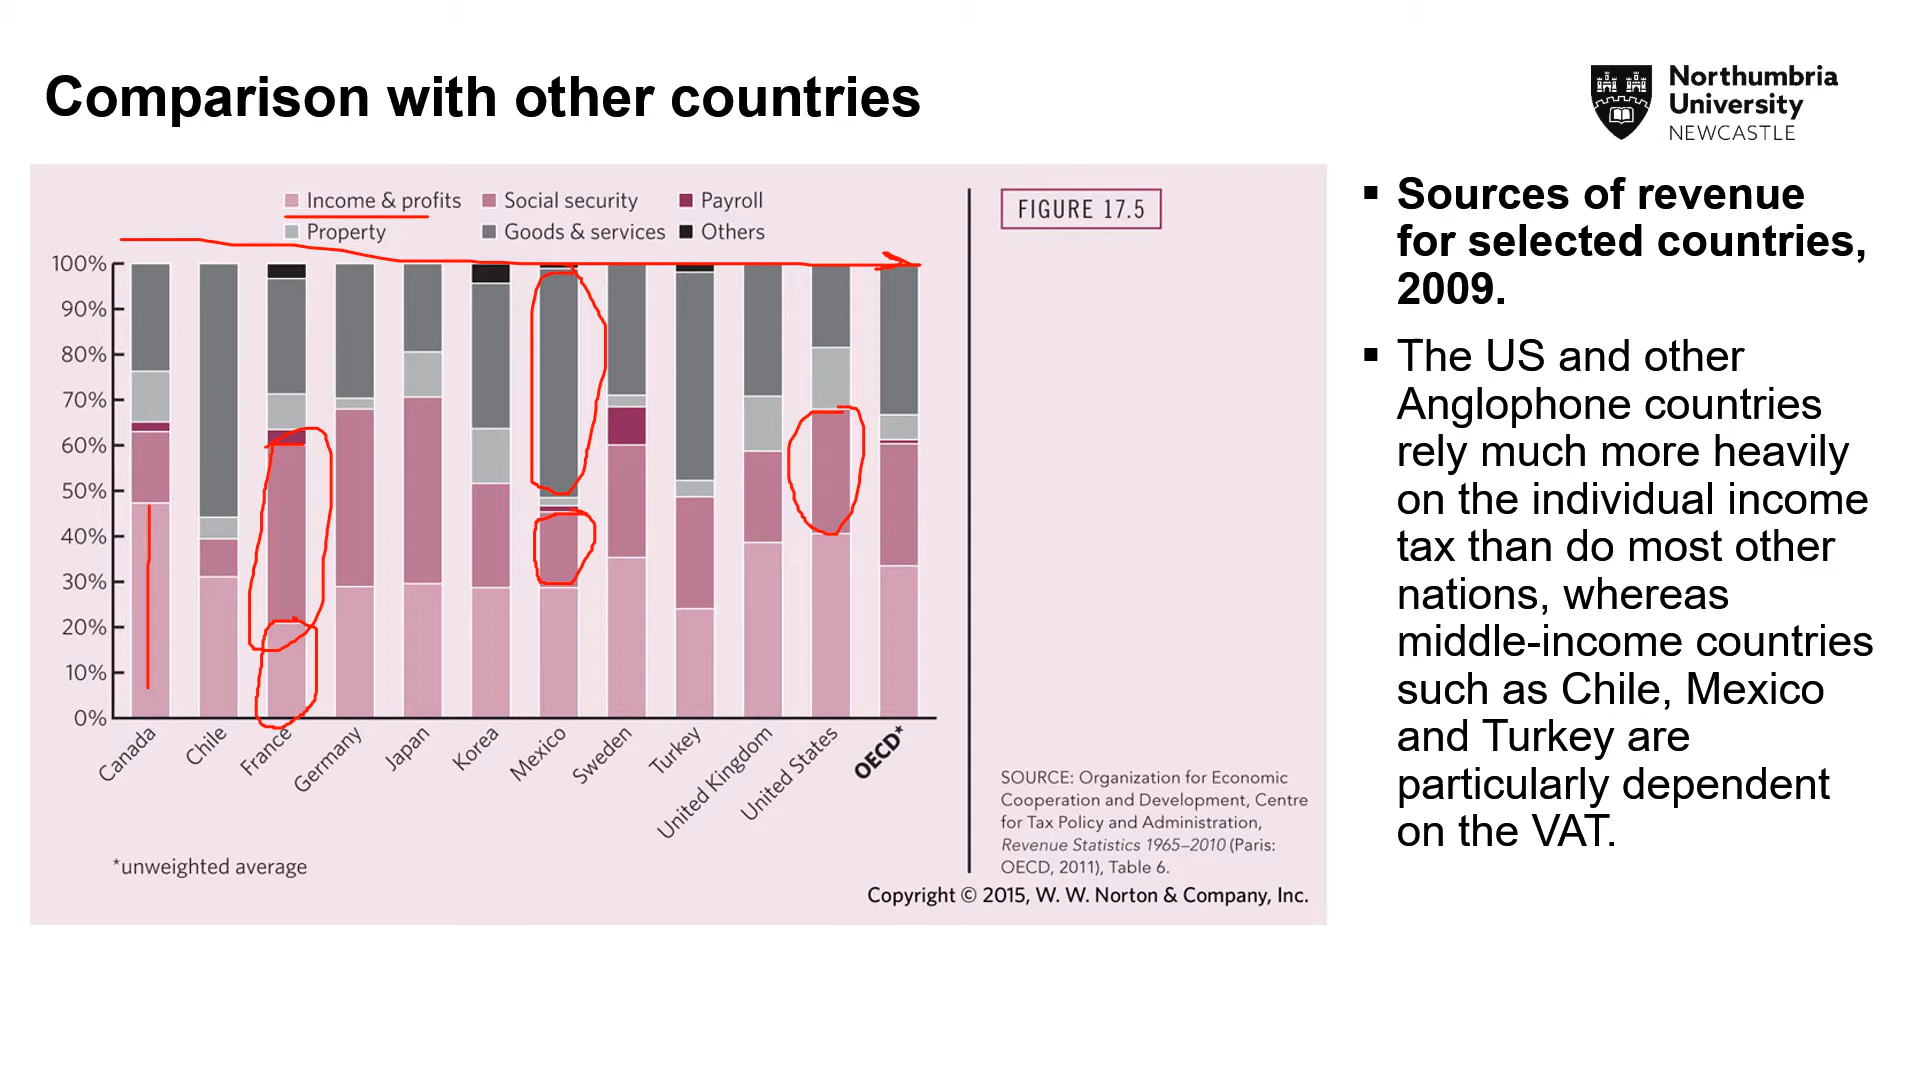 Comparison with other countries
Northumbria
University
NEWCASTLE
Income & profits
Social security
Payroll
Property
Goods & services
Others
100%
90%
80%
70%
60%
50%
40%
30%
20%
10%
0%
Canada
Chile
France
Germany
Japan
Korea
Mexico
Sweden
Turkey
United Kingdom
United States
OECD*
*unweighted average
FIGURE 17.5
SOURCE: Organization for Economic
Cooperation and Development, Centre
for Tax Policy and Administration,
Revenue Statistics 1965–2010 (Paris:
OECD, 2011), Table 6.
Copyright © 2015, W. W. Norton & Company, Inc.
▪ Sources of revenue
for selected countries,
2009.
▪ The US and other
Anglophone countries
rely much more heavily
on the individual income
tax than do most other
nations, whereas
middle-income countries
such as Chile, Mexico
and Turkey are
particularly dependent
on the VAT.